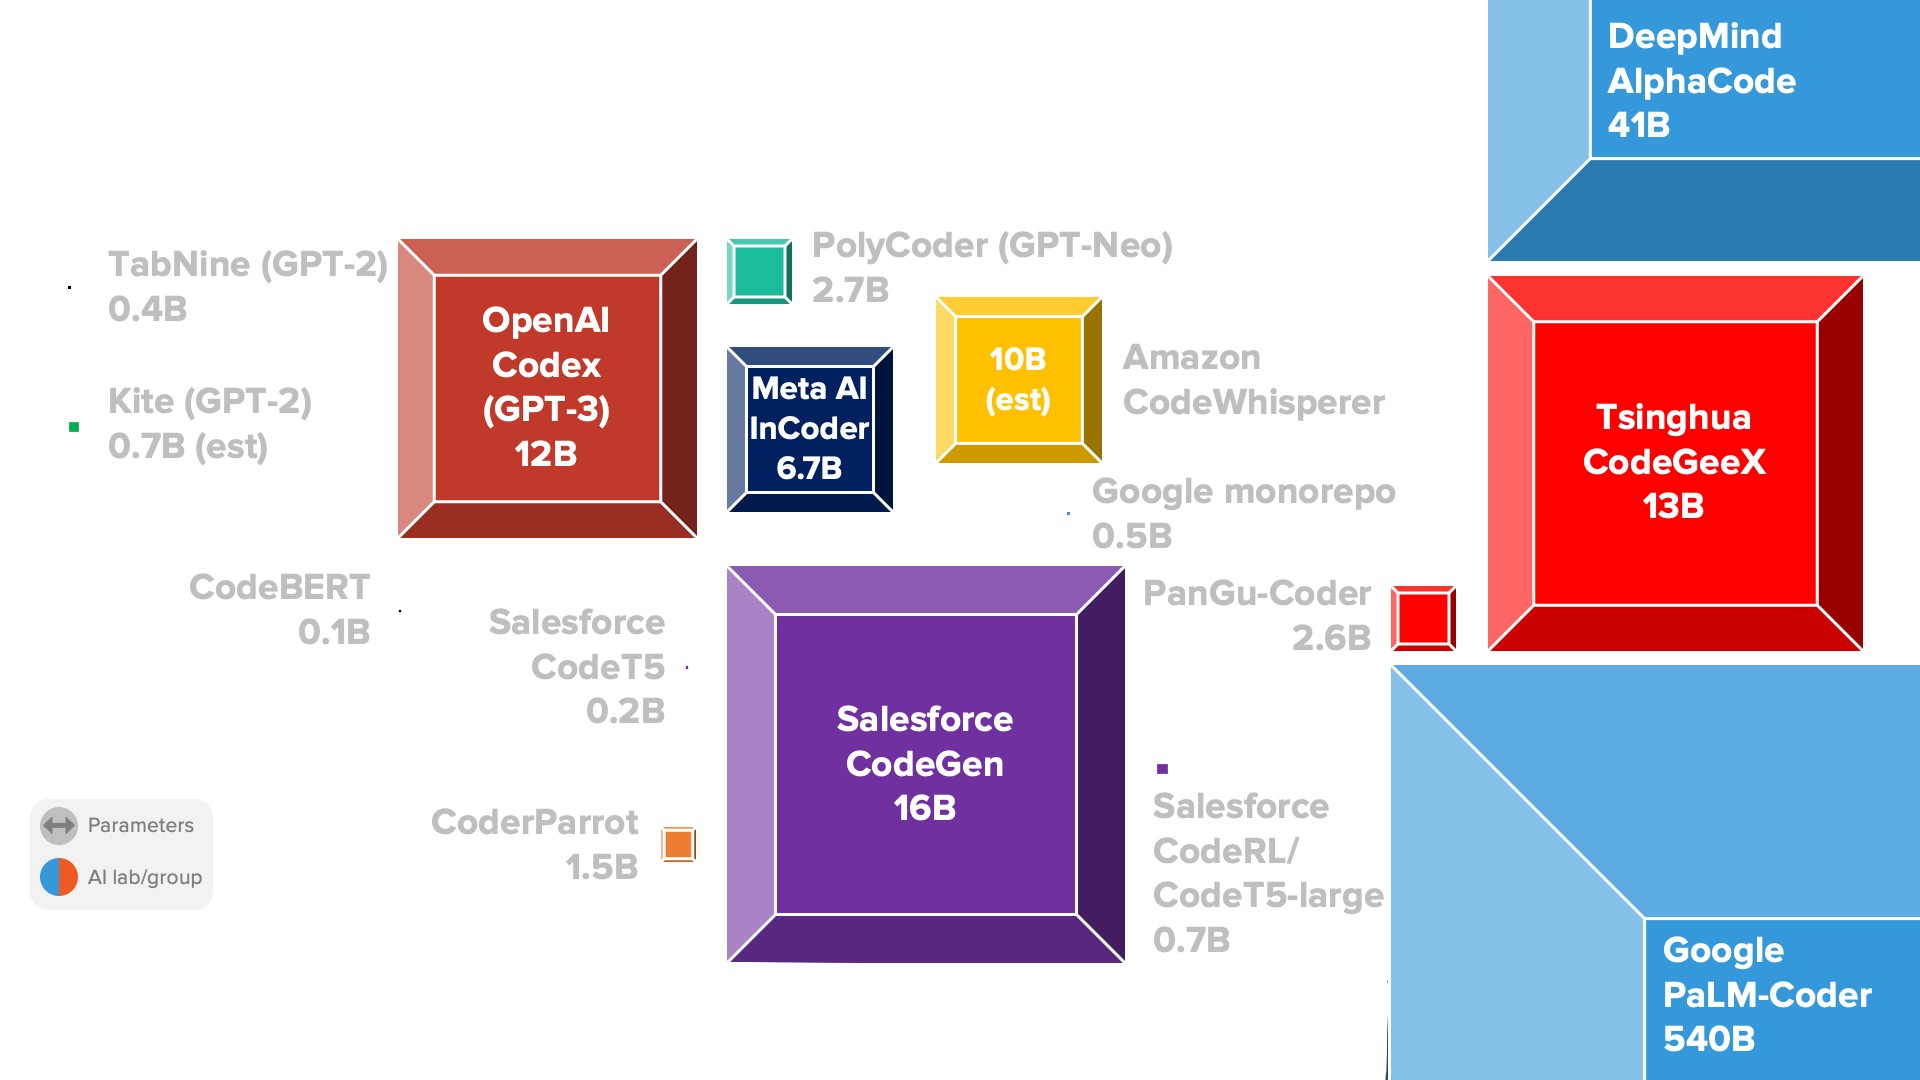 DeepMind
AlphaCode
41B
TabNine (GPT-2)
0.4B
Kite (GPT-2)
0.7B (est)
OpenAI
Codex
(GPT-3)
12B
PolyCoder (GPT-Neo)
2.7B
Meta AI
InCoder
6.7B
10B
(est)
Amazon
CodeWhisperer
Google monorepo
0.5B
Tsinghua
CodeGeeX
13B
CodeBERT
0.1B
Salesforce
CodeT5
0.2B
PanGu-Coder
2.6B
Salesforce
CodeGen
16B
CoderParrot
1.5B
Salesforce
CodeRL/
CodeT5-large
0.7B
Google
PaLM-Coder
540B
Parameters
AI lab/group